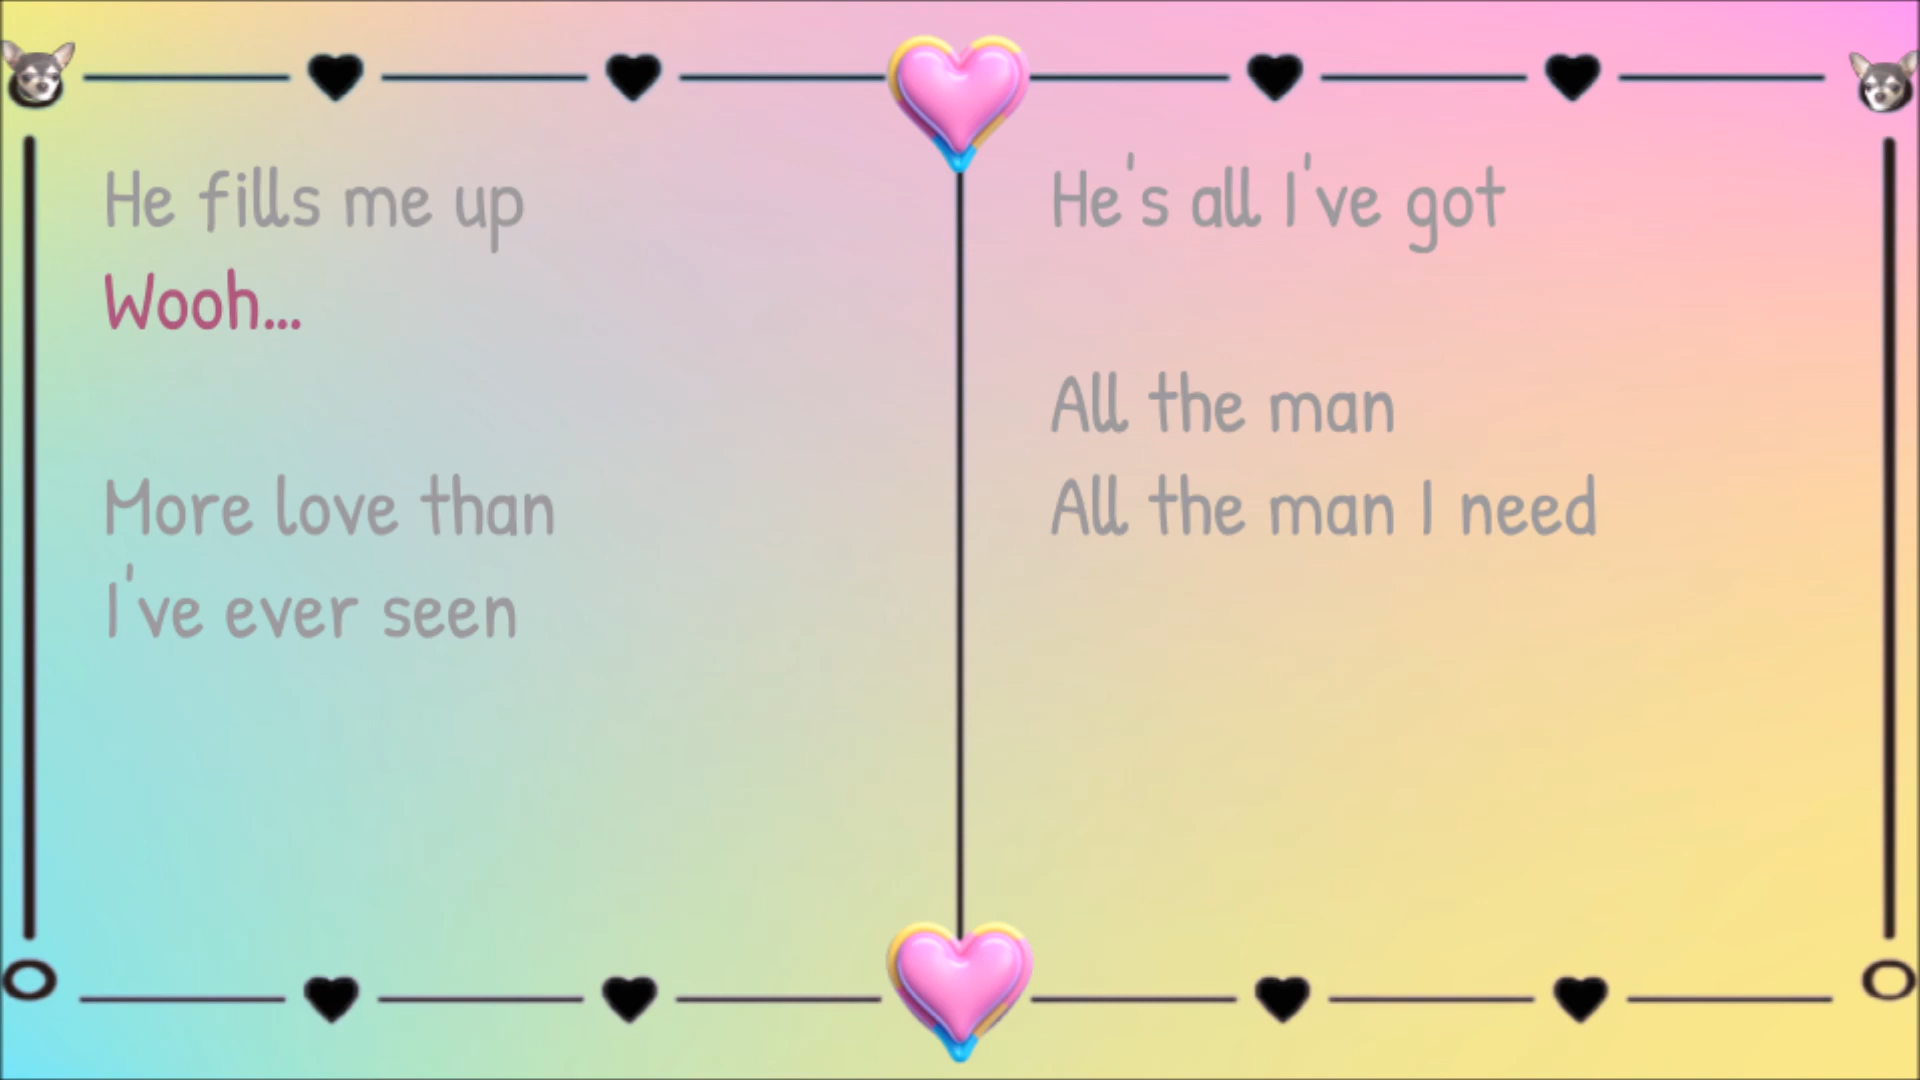 He fills me up
Wooh...
More love than
I've ever seen
He's all I've got
All the man
All the man I need